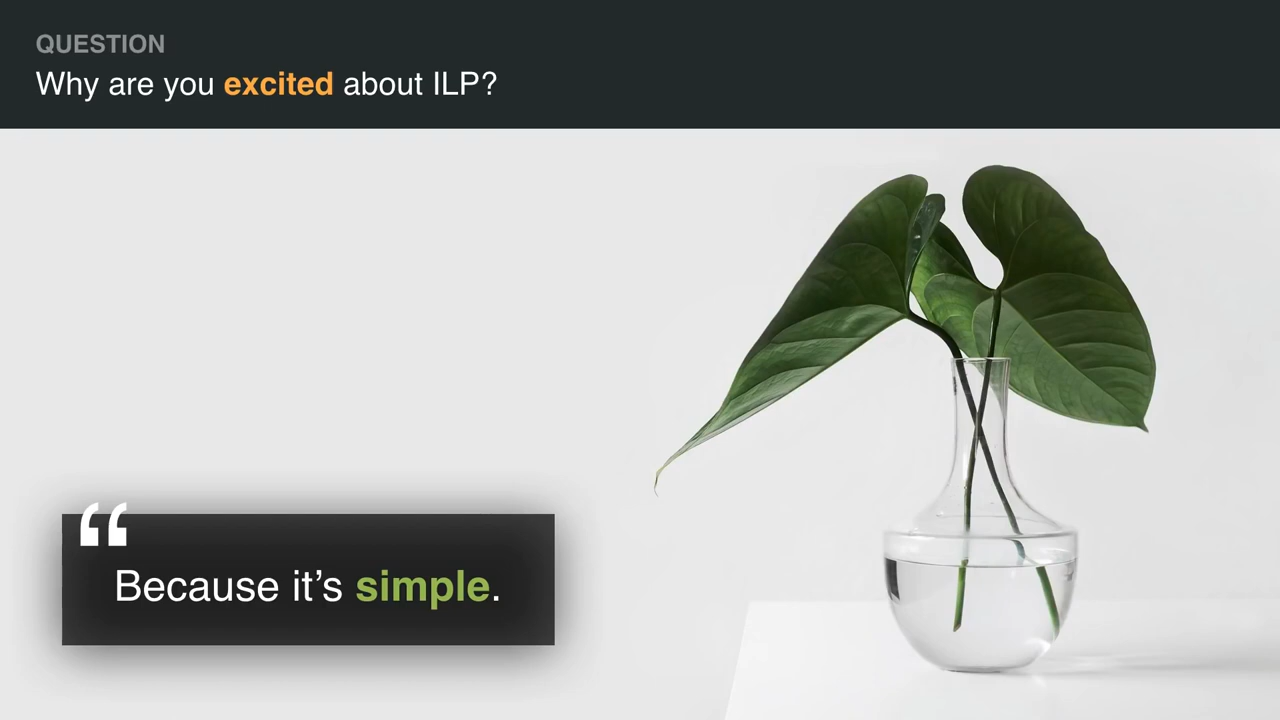 QUESTION
Why are you excited about ILP?
“
Because it’s simple.